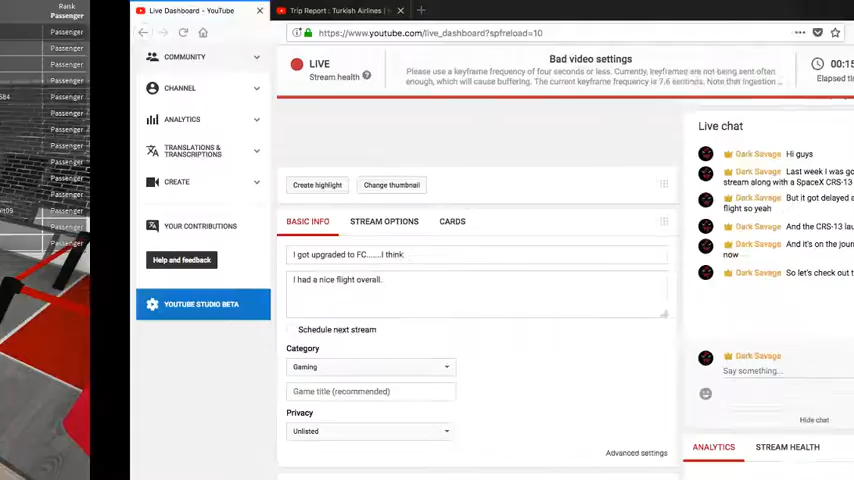 Rank
Passenger
Passenger
Passenger
Passenger
Passenger
584 Passenger
Passenger
Passenger
Passenger
Passenger
Passenger
Passenger
Passenger
Passenger
Live Dashboard - YouTube
Trip Report : Turkish Airlines |
https://www.youtube.com/live_dashboard?spfreload=10
COMMUNITY
CHANNEL
ANALYTICS
TRANSLATIONS &
TRANSCRIPTIONS
CREATE
YOUR CONTRIBUTIONS
Help and feedback
YOUTUBE STUDIO BETA
LIVE
Stream health
Bad video settings
Please use a keyframe frequency of four seconds or less. Currently, keyframes are not being sent often
enough, which will cause buffering. The current keyframe frequency is 7.6 seconds. Note that ingestion
00:15
Elapsed
Create highlight
Change thumbnail
BASIC INFO
STREAM OPTIONS
CARDS
I got upgraded to FC......I think
I had a nice flight overall.
Schedule next stream
Category
Gaming
Game title (recommended)
Privacy
Unlisted
Advanced settings
Live chat
Dark Savage Hi guys
Dark Savage Last week I was go
stream along with a SpaceX CRS-13
Dark Savage But it got delayed a
flight so yeah
Dark Savage And the CRS-13 lau
Dark Savage And it's on the journ
now
Dark Savage So let's check out t
Dark Savage
Say something...
Hide chat
ANALYTICS
STREAM HEALTH